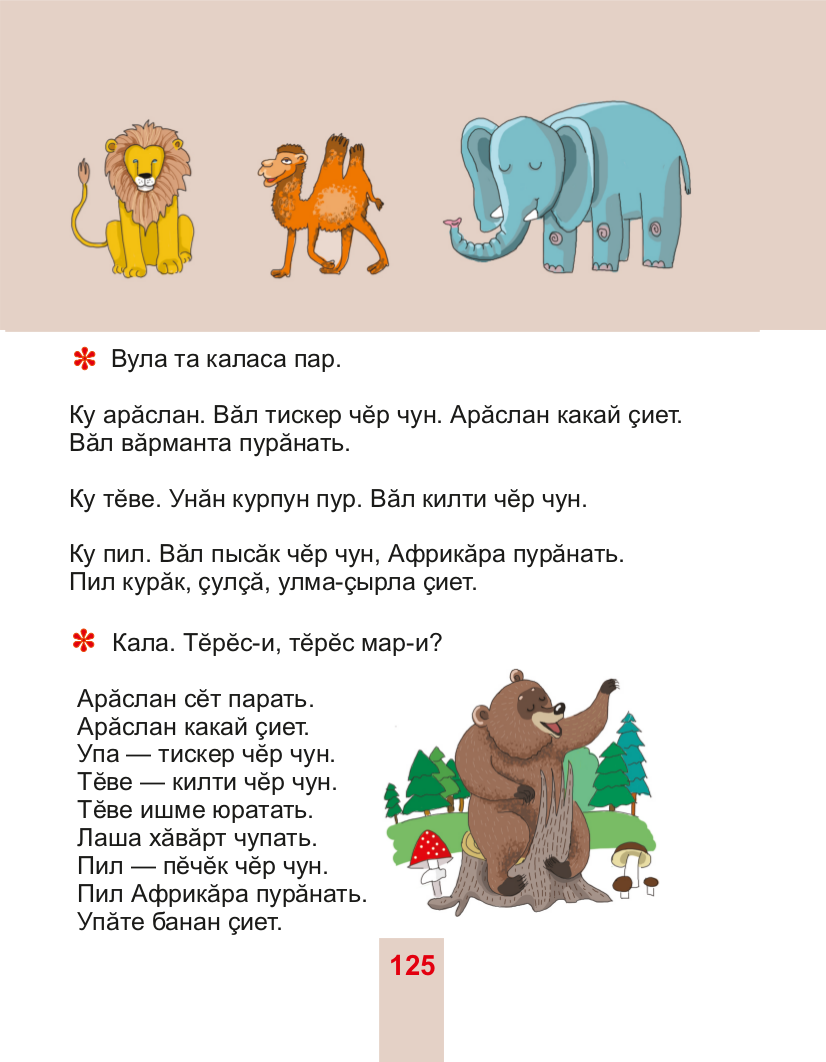 Вула та каласа пар.
Ку арӑслан. Вӑл тискер чӗр чун. Арӑслан какай ҫиет.
Вӑл вӑрманта пурӑнать.
Ку тӗве. Унӑн курпун пур. Вӑл килти чӗр чун.
Ку пил. Вӑл пысӑк чӗр чун, Африкӑра пурӑнать.
Пил курӑк, ҫулҫӑ, улма-ҫырла ҫиет.
Кала. Тӗрӗс-и, тӗрӗс мар-и?
Арӑслан сӗт парать.
Арӑслан какай ҫиет.
Упа — тискер чӗр чун.
Тӗве — килти чӗр чун.
Тӗве ишме юратать.
Лаша хӑвӑрт чупать.
Пил — пӗчӗк чӗр чун.
Пил Африкӑра пурӑнать.
Упӑте банан ҫиет.
125